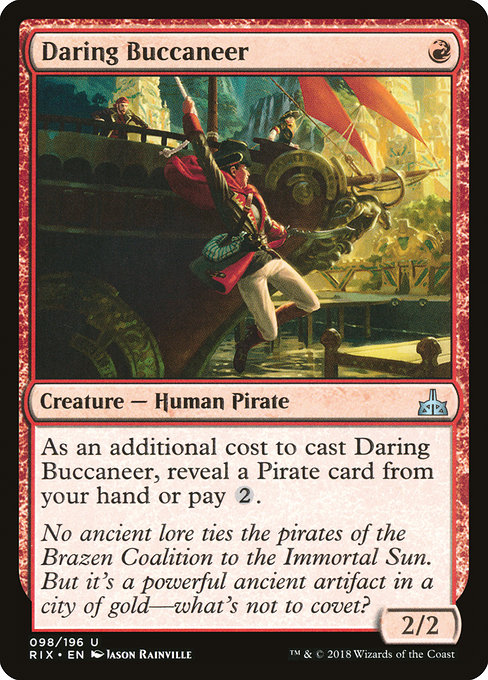 Daring Buccaneer
Creature — Human Pirate
As an additional cost to cast Daring
Buccaneer, reveal a Pirate card from
your hand or pay 2.
No ancient lore ties the pirates of the
Brazen Coalition to the Immortal Sun.
But it's a powerful ancient artifact in a
city of gold—what's not to covet?
2/2
098/196 U
RIX • EN Jason Rainville
™ & © 2018 Wizards of the Coast